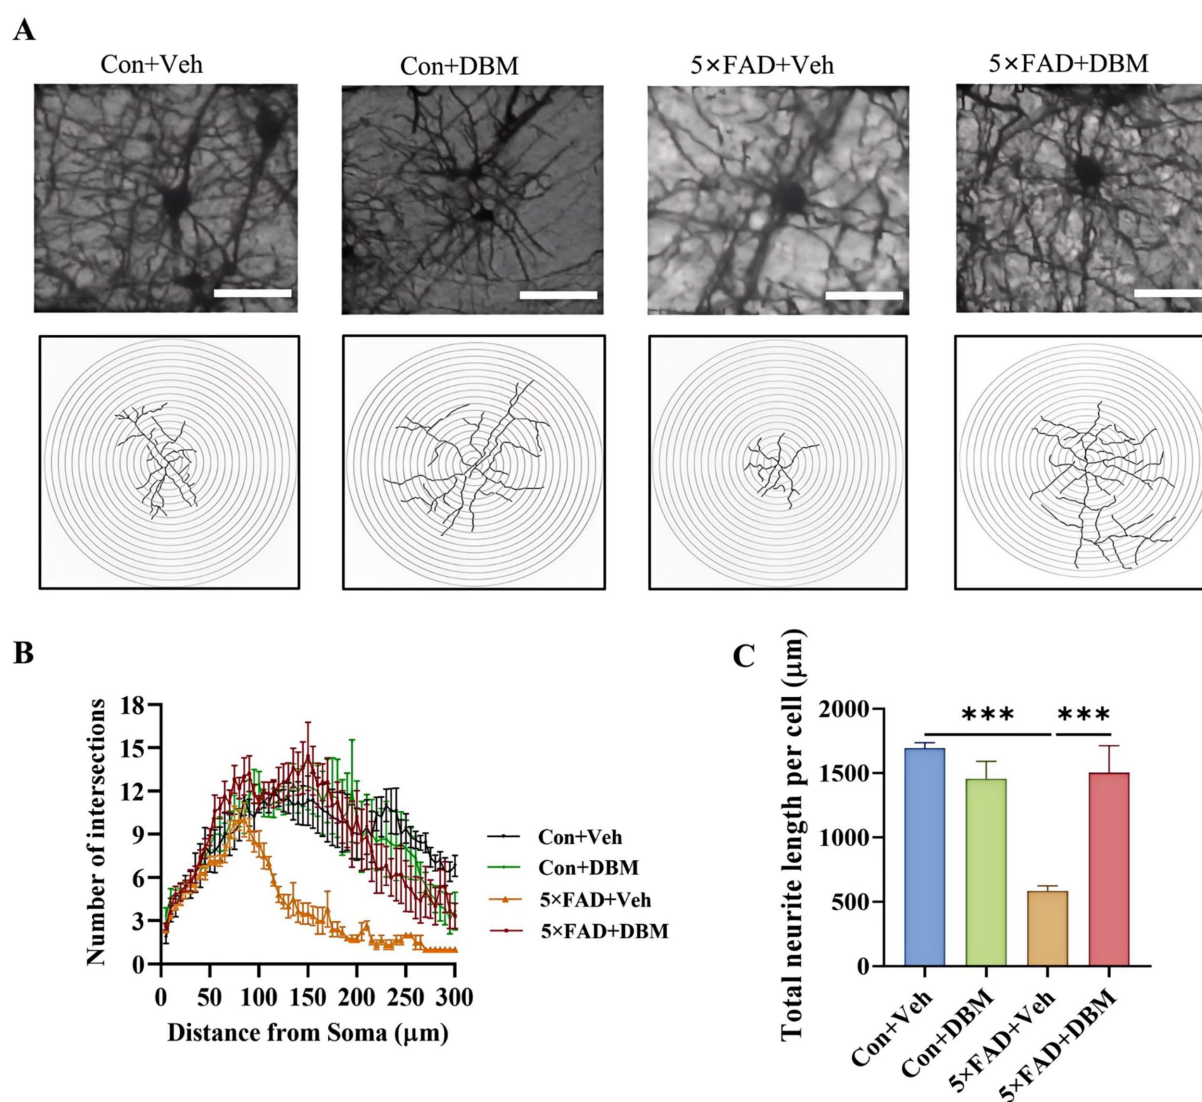 A
Con+Veh
Con+DBM
5×FAD+Veh
5×FAD+DBM
B
Number of intersections
18
15
12
9
6
3
0
0
50
100
150
200
250
300
Distance from Soma (μm)
Con+Veh
Con+DBM
5×FAD+Veh
5×FAD+DBM
C
Total neurite length per cell (μm)
2000
1500
1000
500
0
***
***
Con+Veh
Con+DBM
5×FAD+Veh
5×FAD+DBM